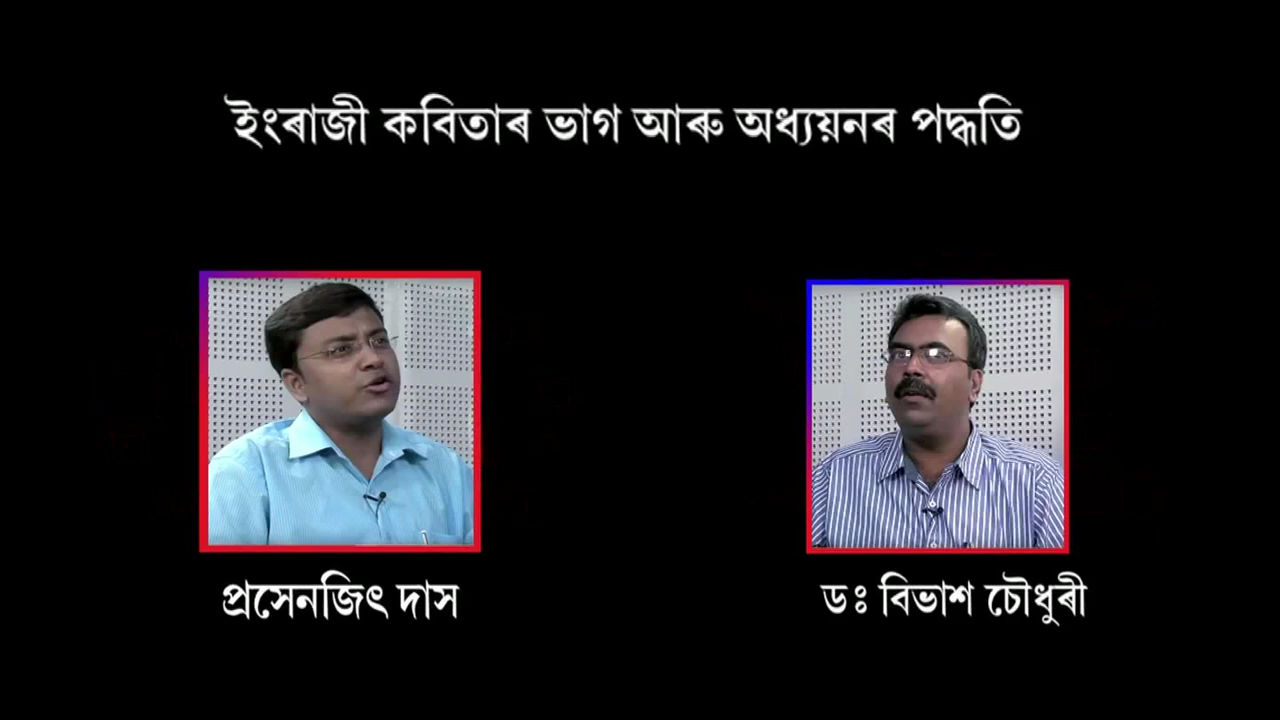 ইংৰাজী কবিতাৰ ভাগ আৰু অধ্যয়নৰ পদ্ধতি
প্ৰসেনজিৎ দাস
ডঃ বিভাশ চৌধুৰী